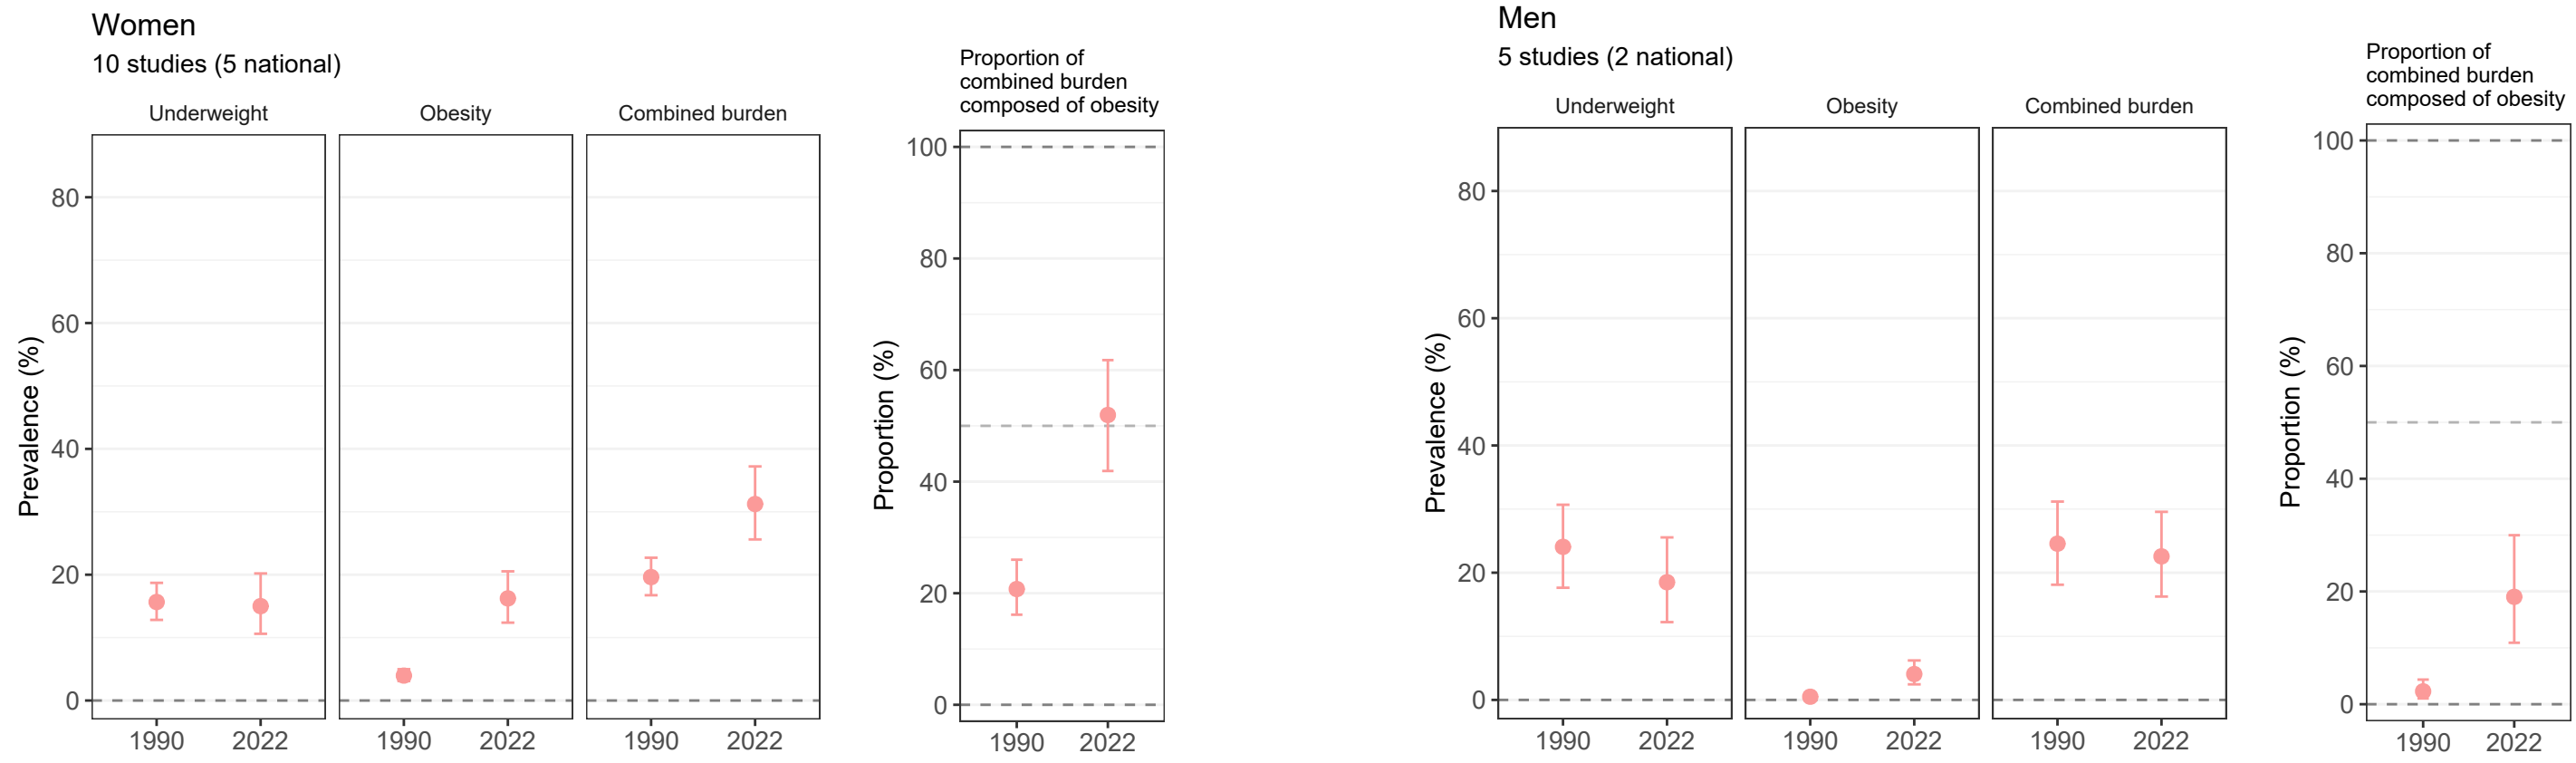 Women
10 studies (5 national)
Underweight
Obesity
Combined burden
Prevalence (%)
80
60
40
20
0
1990 2022
1990 2022
1990 2022
Proportion of
combined burden
composed of obesity
Proportion (%)
100
80
60
40
20
0
1990 2022
Men
5 studies (2 national)
Underweight
Obesity
Combined burden
Prevalence (%)
80
60
40
20
0
1990 2022
1990 2022
1990 2022
Proportion of
combined burden
composed of obesity
Proportion (%)
100
80
60
40
20
0
1990 2022